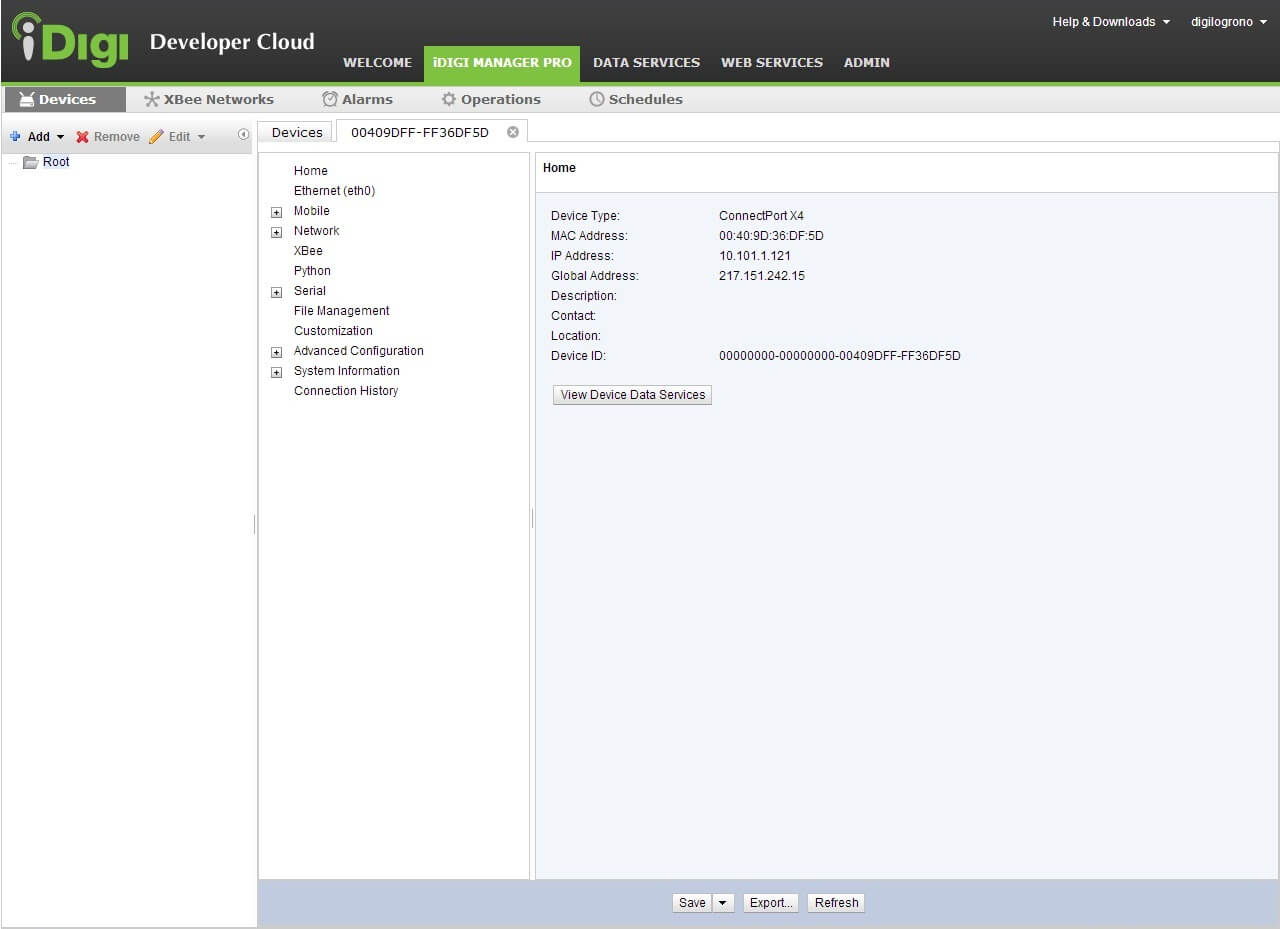 iDigi Developer Cloud
Help & Downloads digilogrono
WELCOME iDIGI MANAGER PRO DATA SERVICES WEB SERVICES ADMIN
Devices XBee Networks Alarms Operations Schedules
Add Remove Edit
Root
Devices 00409DFF-FF36DF5D
Home
Ethernet (eth0)
Mobile
Network
XBee
Python
Serial
File Management
Customization
Advanced Configuration
System Information
Connection History
Home
Device Type: ConnectPort X4
MAC Address: 00:40:9D:36:DF:5D
IP Address: 10.101.1.121
Global Address: 217.151.242.15
Description:
Contact:
Location:
Device ID: 00000000-00000000-00409DFF-FF36DF5D
View Device Data Services
Save Export... Refresh